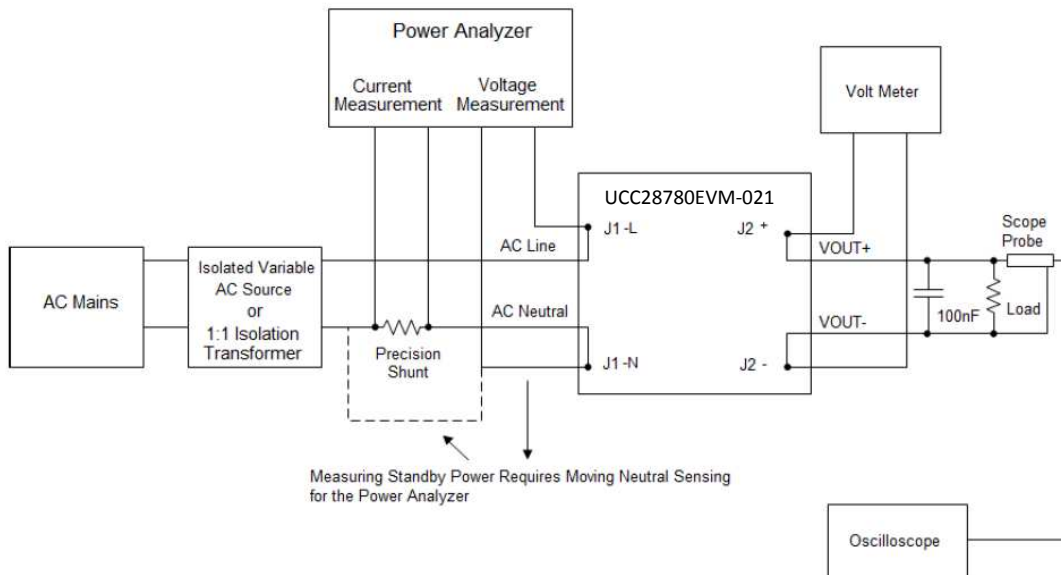 Power Analyzer
Current
Measurement
Voltage
Measurement
Volt Meter
UCC28780EVM-021
J1-L
J2 +
AC Line
VOUT+
Scope
Probe
AC Mains
Isolated Variable
AC Source
or
1:1 Isolation
Transformer
AC Neutral
100nF
Load
VOUT-
Precision
Shunt
J1-N
J2 -
Measuring Standby Power Requires Moving Neutral Sensing
for the Power Analyzer
Oscilloscope